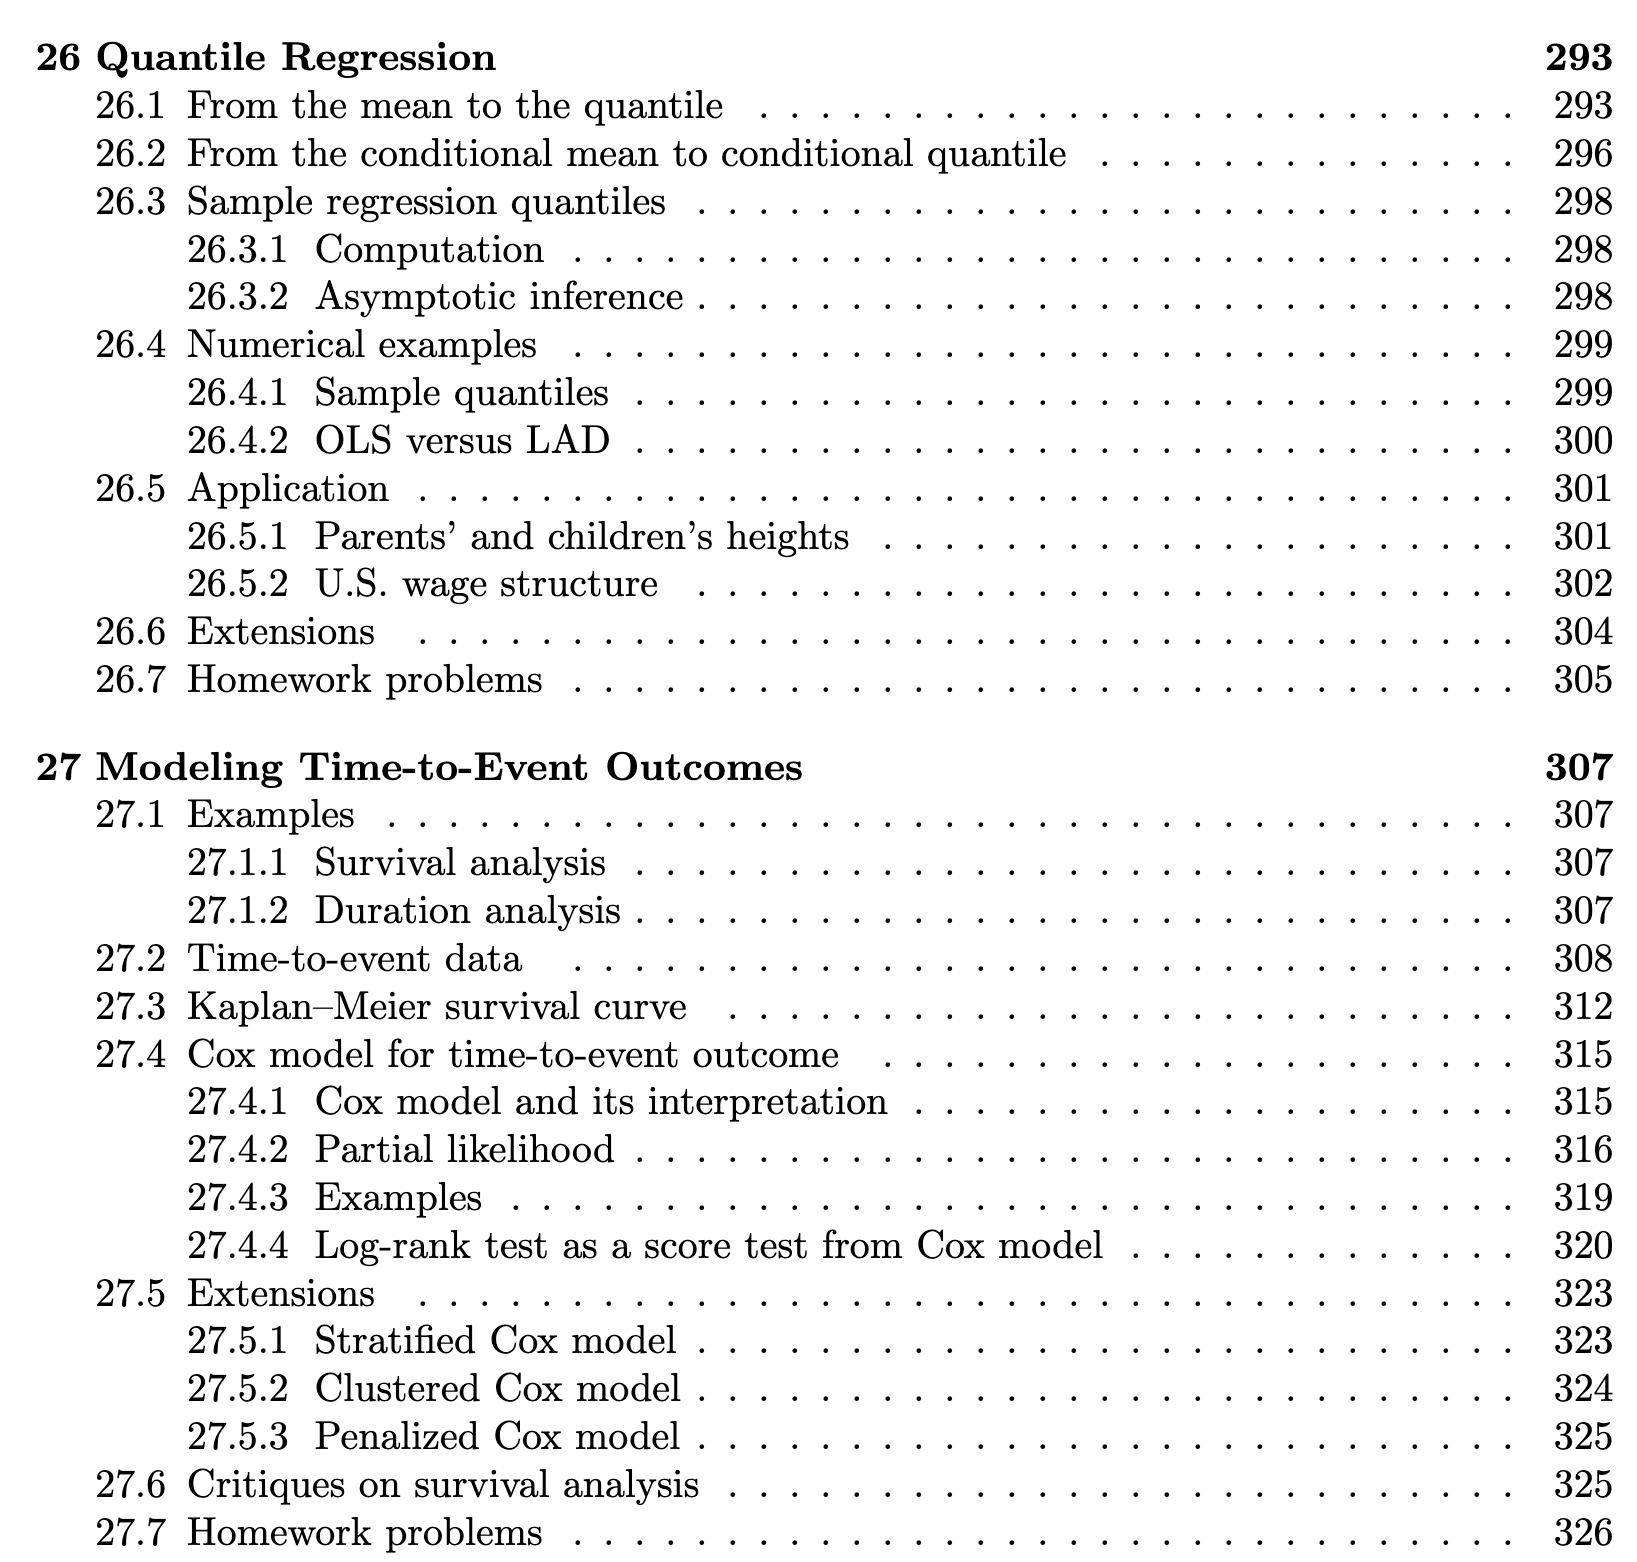 26 Quantile Regression 293
26.1 From the mean to the quantile . . . . . . . . . . . . . . . . . . . . . . . . . 293
26.2 From the conditional mean to conditional quantile . . . . . . . . . . . . . . 296
26.3 Sample regression quantiles . . . . . . . . . . . . . . . . . . . . . . . . . . . 298
26.3.1 Computation . . . . . . . . . . . . . . . . . . . . . . . . . . . . . . . 298
26.3.2 Asymptotic inference . . . . . . . . . . . . . . . . . . . . . . . . . . . 298
26.4 Numerical examples . . . . . . . . . . . . . . . . . . . . . . . . . . . . . . . 299
26.4.1 Sample quantiles . . . . . . . . . . . . . . . . . . . . . . . . . . . . . 299
26.4.2 OLS versus LAD . . . . . . . . . . . . . . . . . . . . . . . . . . . . . 300
26.5 Application . . . . . . . . . . . . . . . . . . . . . . . . . . . . . . . . . . . . 301
26.5.1 Parents’ and children’s heights . . . . . . . . . . . . . . . . . . . . . 301
26.5.2 U.S. wage structure . . . . . . . . . . . . . . . . . . . . . . . . . . . 302
26.6 Extensions . . . . . . . . . . . . . . . . . . . . . . . . . . . . . . . . . . . . 304
26.7 Homework problems . . . . . . . . . . . . . . . . . . . . . . . . . . . . . . . 305
27 Modeling Time-to-Event Outcomes 307
27.1 Examples . . . . . . . . . . . . . . . . . . . . . . . . . . . . . . . . . . . . . 307
27.1.1 Survival analysis . . . . . . . . . . . . . . . . . . . . . . . . . . . . . 307
27.1.2 Duration analysis . . . . . . . . . . . . . . . . . . . . . . . . . . . . . 307
27.2 Time-to-event data . . . . . . . . . . . . . . . . . . . . . . . . . . . . . . . 308
27.3 Kaplan–Meier survival curve . . . . . . . . . . . . . . . . . . . . . . . . . . 312
27.4 Cox model for time-to-event outcome . . . . . . . . . . . . . . . . . . . . . 315
27.4.1 Cox model and its interpretation . . . . . . . . . . . . . . . . . . . . 315
27.4.2 Partial likelihood . . . . . . . . . . . . . . . . . . . . . . . . . . . . . 316
27.4.3 Examples . . . . . . . . . . . . . . . . . . . . . . . . . . . . . . . . . 319
27.4.4 Log-rank test as a score test from Cox model . . . . . . . . . . . . . 320
27.5 Extensions . . . . . . . . . . . . . . . . . . . . . . . . . . . . . . . . . . . . 323
27.5.1 Stratified Cox model . . . . . . . . . . . . . . . . . . . . . . . . . . . 323
27.5.2 Clustered Cox model . . . . . . . . . . . . . . . . . . . . . . . . . . . 324
27.5.3 Penalized Cox model . . . . . . . . . . . . . . . . . . . . . . . . . . . 325
27.6 Critiques on survival analysis . . . . . . . . . . . . . . . . . . . . . . . . . . 325
27.7 Homework problems . . . . . . . . . . . . . . . . . . . . . . . . . . . . . . . 326